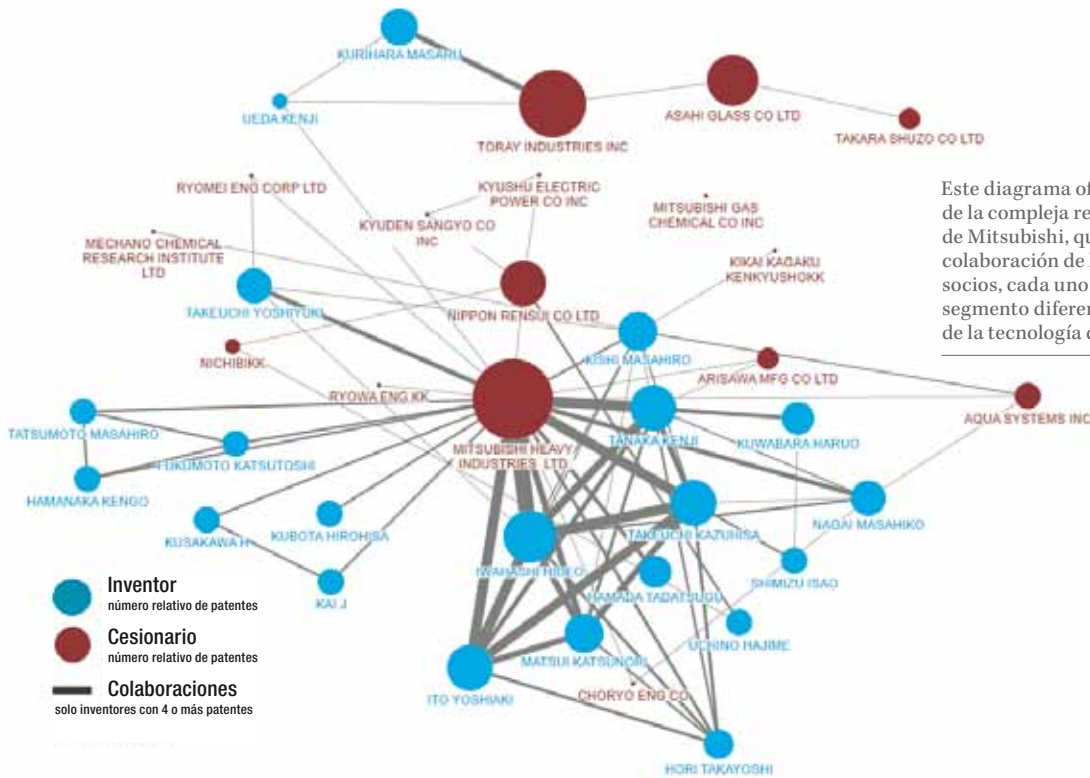 KURIHARA MASARU
UEDA KENJI
TORAY INDUSTRIES INC
ASAHI GLASS CO LTD
TAKARA SHUZO CO LTD
RYOMEI ENG CORP LTD
KYUSHU ELECTRIC
POWER CO INC
KYUDEN SANGYO CO
INC
MITSUBISHI GAS
CHEMICAL CO INC
MECHANO CHEMICAL
RESEARCH INSTITUTE
LTD
KIKAI KAGAKU
KENKYUSHOKK
Este diagrama
de la compleja
de Mitsubishi,
colaboración de
socios, cada uno
segmento
de la tecnología
TAKEUCHI YOSHIYUKI
NIPPON RENSUI CO LTD
NICHIBIKK
KISHI MASAHIRO
ARISAWA MFG CO LTD
RYOWA ENG KK
AQUA SYSTEMS INC
TATSUMOTO MASAHIRO
MITSUBISHI HEAVY
INDUSTRIES LTD
TANAKA KENJI
KUWABARA HARUO
FUKUMOTO KATSUTOSHI
HAMANAKA KENGO
KUSAKAWA H
KUBOTA HIROHISA
IWAHASHI HIDEO
TAKEUCHI KAZUHISA
NAGAI MASAHIKO
SHIMIZU ISAO
KAI J
HAMADA TADATSUGU
UCHINO HAJIME
MATSUI KATSUNORI
ITO YOSHIAKI
CHORYO ENG CO
HORI TAKAYOSHI
Inventor
número relativo de patentes
Cesionario
número relativo de patentes
Colaboraciones
solo inventores con 4 o más patentes